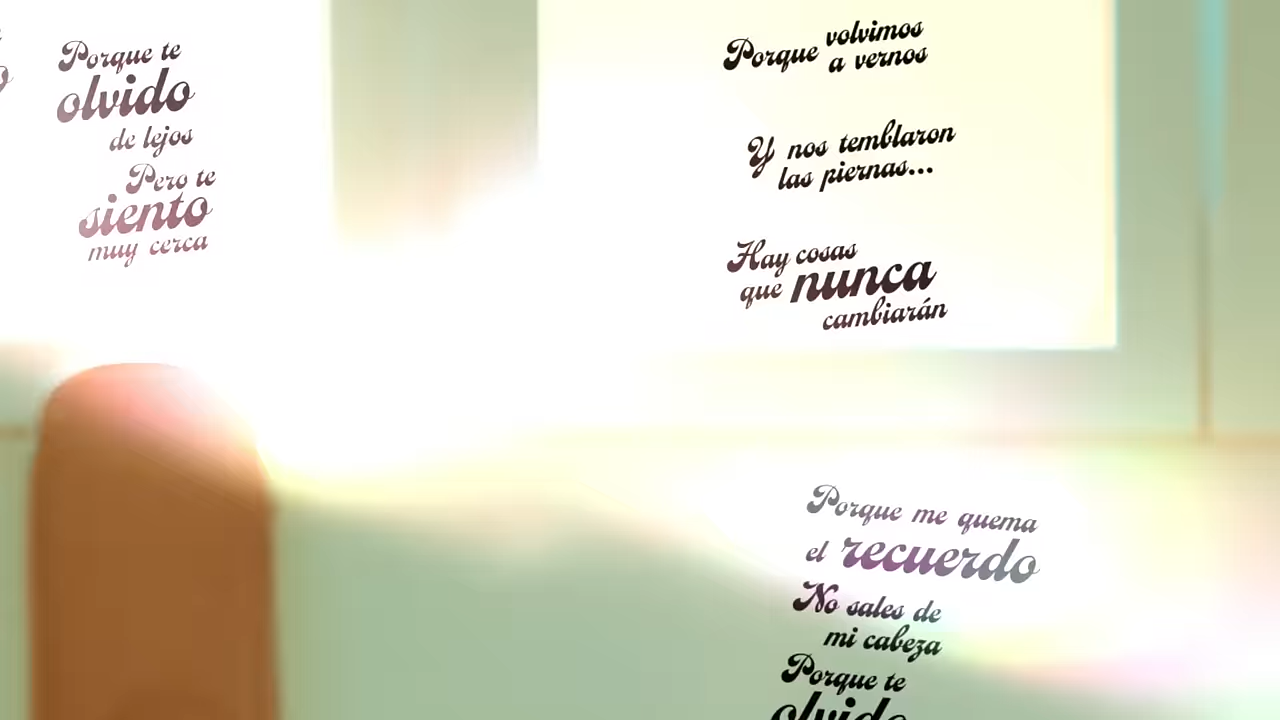 Porque te
olvido
de lejos
Pero te
siento
muy cerca
Porque volvimos
a vernos
Y nos temblaron
las piernas...
Hay cosas
que nunca
cambiarán
Porque me quema
el recuerdo
No sales de
mi cabeza
Porque te
olvido